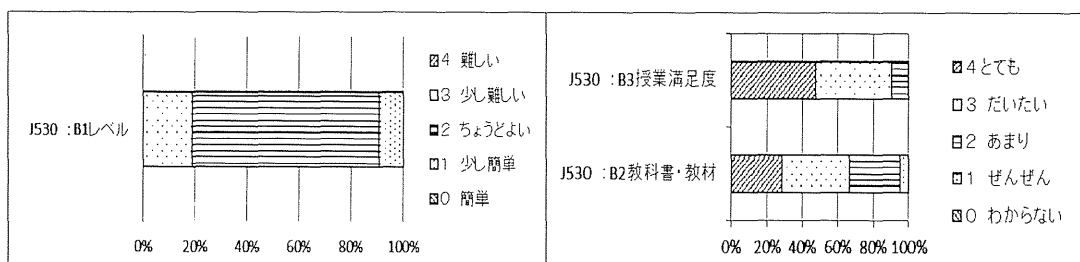 J530 :B1レベル
0% 20% 40% 60% 80% 100%
4 難しい
3 少し難しい
2 ちょうどよい
1 少し簡単
0 簡単
J530 :B3授業満足度
J530 :B2教科書・教材
0% 20% 40% 60% 80% 100%
4とても
3 だいたい
2 あまり
1 ぜんぜん
0 わからない